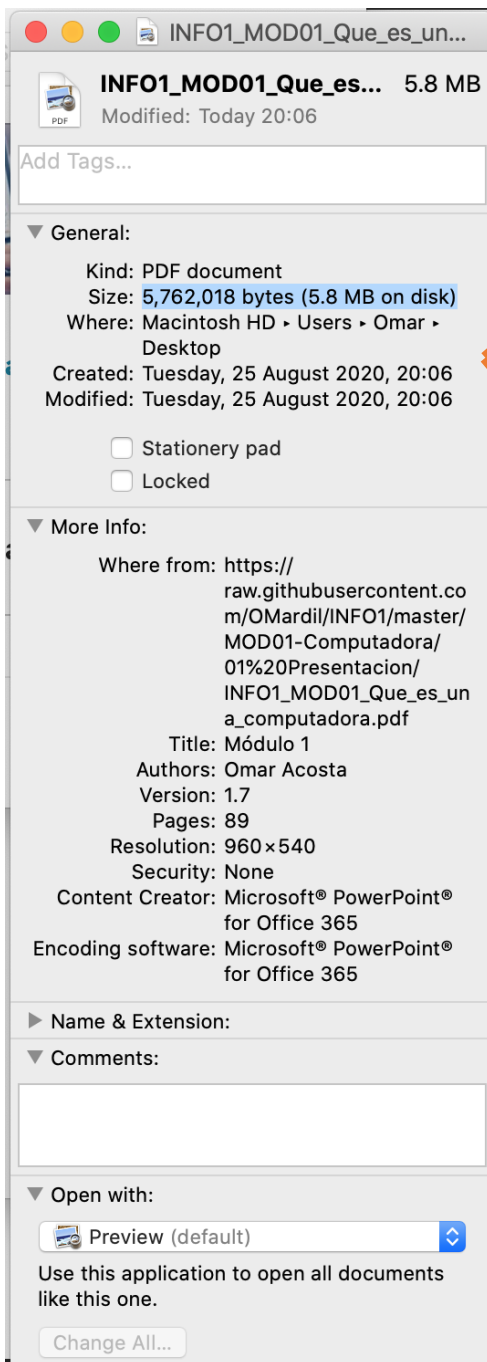 INFO1_MOD01_Que_es_un...
INFO1_MOD01_Que_es... 5.8 MB
PDF
Modified: Today 20:06
Add Tags...
General:
Kind: PDF document
Size: 5,762,018 bytes (5.8 MB on disk)
Where: Macintosh HD ▸ Users ▸ Omar ▸
Desktop
Created: Tuesday, 25 August 2020, 20:06
Modified: Tuesday, 25 August 2020, 20:06
Stationery pad
Locked
More Info:
Where from: https://
raw.githubusercontent.co
m/OMardil/INFO1/master/
MOD01-Computadora/
01%20Presentacion/
INFO1_MOD01_Que_es_un
a_computadora.pdf
Title: Módulo 1
Authors: Omar Acosta
Version: 1.7
Pages: 89
Resolution: 960×540
Security: None
Content Creator: Microsoft® PowerPoint®
for Office 365
Encoding software: Microsoft® PowerPoint®
for Office 365
Name & Extension:
Comments:
Open with:
Preview (default)
Use this application to open all documents
like this one.
Change All...